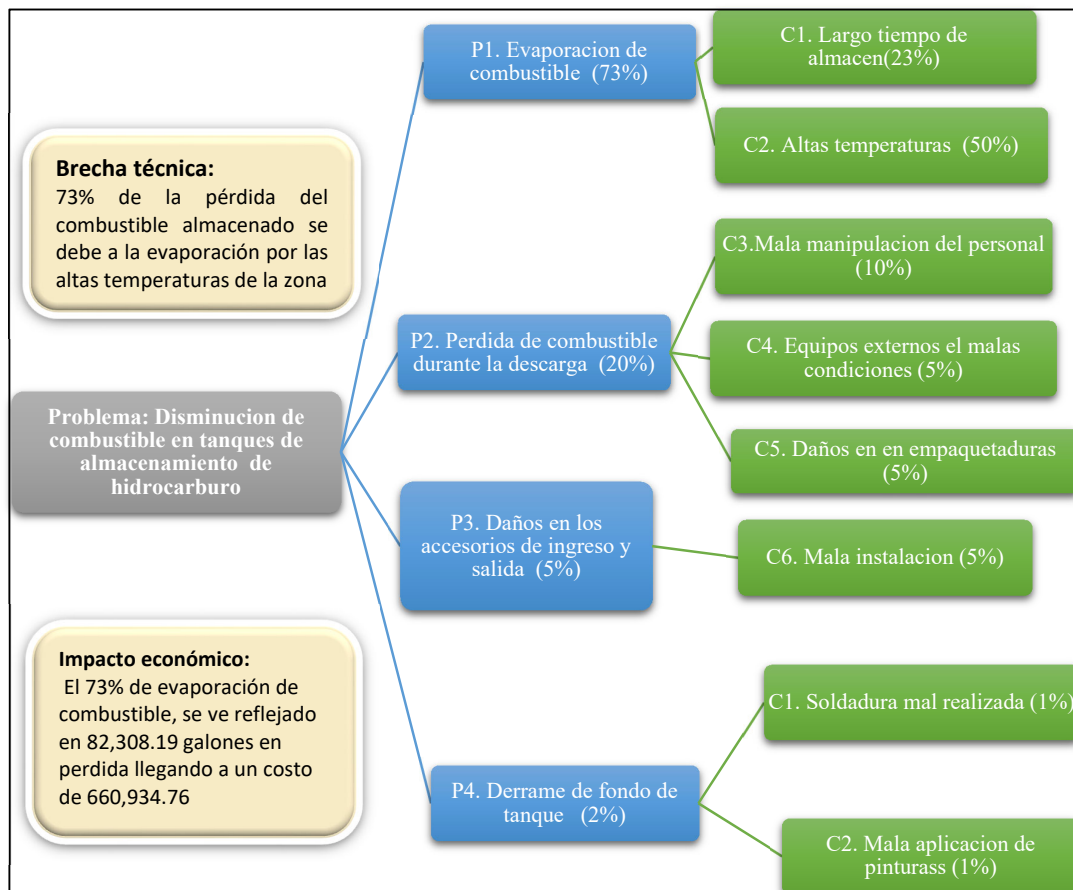 Brecha técnica:
73% de la pérdida del
combustible almacenado se
debe a la evaporación por las
altas temperaturas de la zona
Problema: Disminucion de
combustible en tanques de
almacenamiento de
hidrocarburo
Impacto económico:
El 73% de evaporación de
combustible, se ve reflejado
en 82,308.19 galones en
perdida llegando a un costo
de 660,934.76
P1. Evaporacion de
combustible (73%)
C1. Largo tiempo de
almacen(23%)
C2. Altas temperaturas (50%)
P2. Perdida de combustible
durante la descarga (20%)
C3.Mala manipulacion del personal
(10%)
C4. Equipos externos el malas
condiciones (5%)
C5. Daños en en empaquetaduras
(5%)
P3. Daños en los
accesorios de ingreso y
salida (5%)
C6. Mala instalacion (5%)
P4. Derrame de fondo de
tanque (2%)
C1. Soldadura mal realizada (1%)
C2. Mala aplicacion de
pinturass (1%)